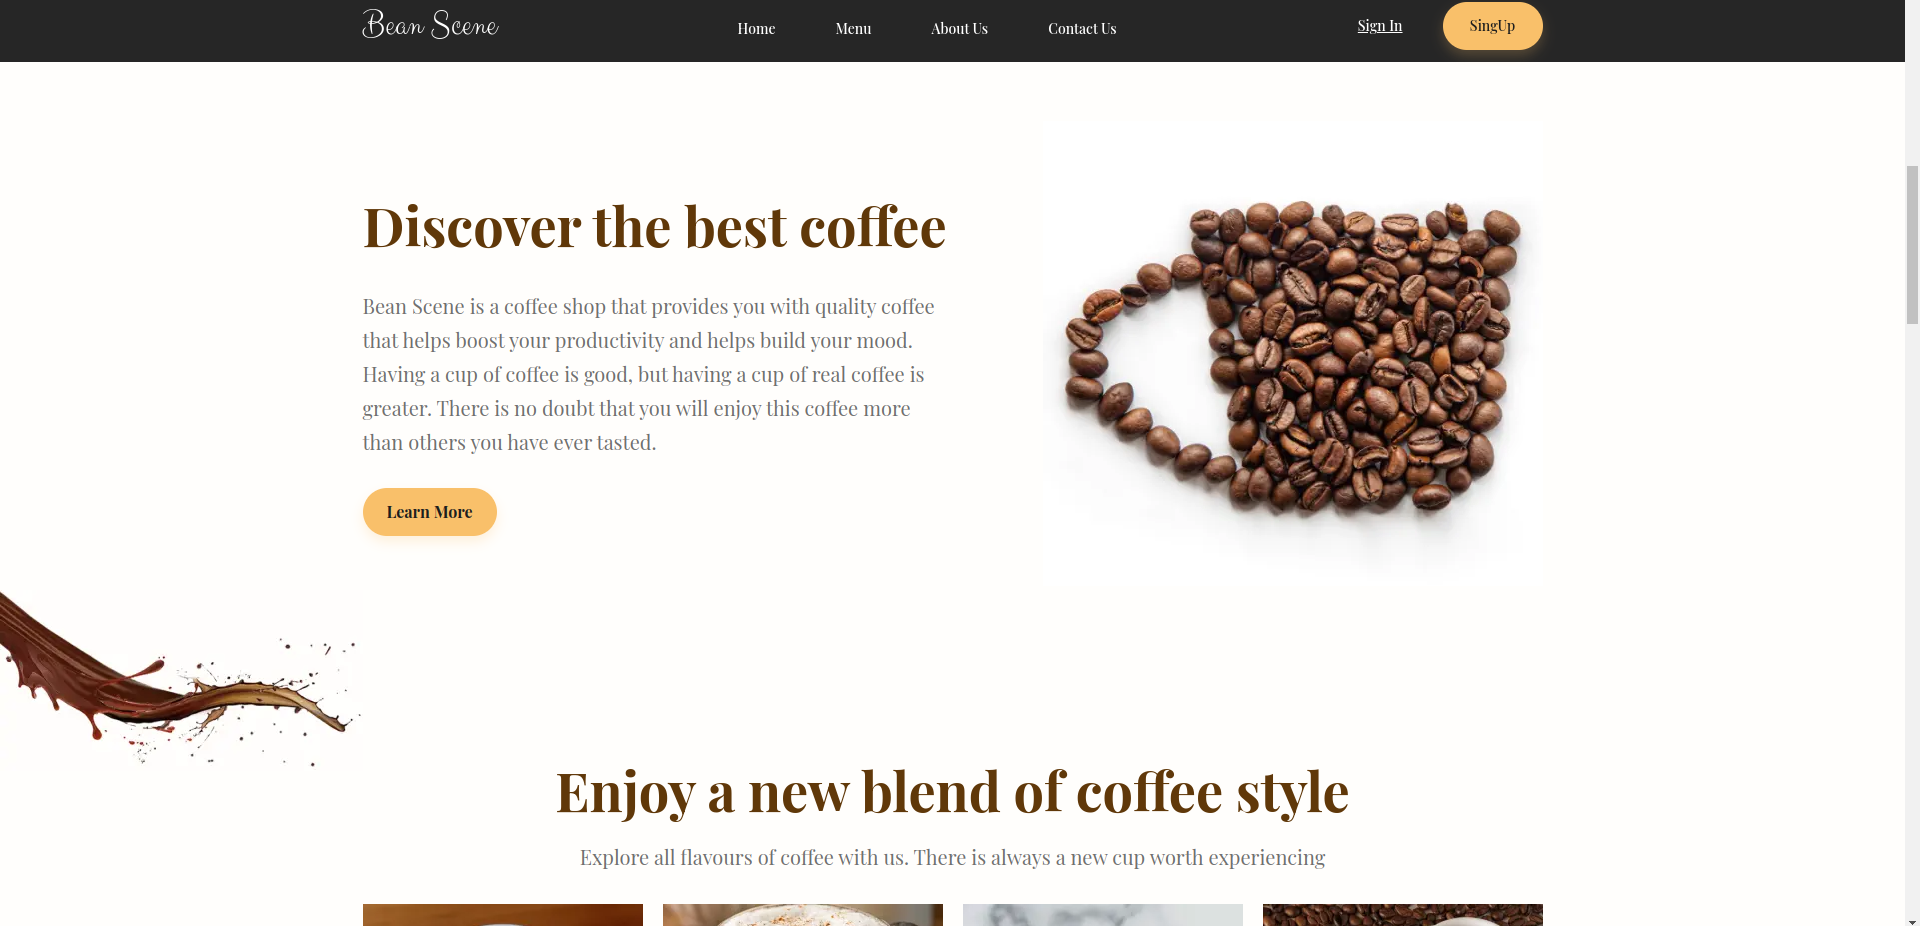 Bean Scene
Home
Menu
About Us
Contact Us
Sign In
SingUp
Discover the best coffee
Bean Scene is a coffee shop that provides you with quality coffee
that helps boost your productivity and helps build your mood.
Having a cup of coffee is good, but having a cup of real coffee is
greater. There is no doubt that you will enjoy this coffee more
than others you have ever tasted.
Learn More
Enjoy a new blend of coffee style
Explore all flavours of coffee with us. There is always a new cup worth experiencing